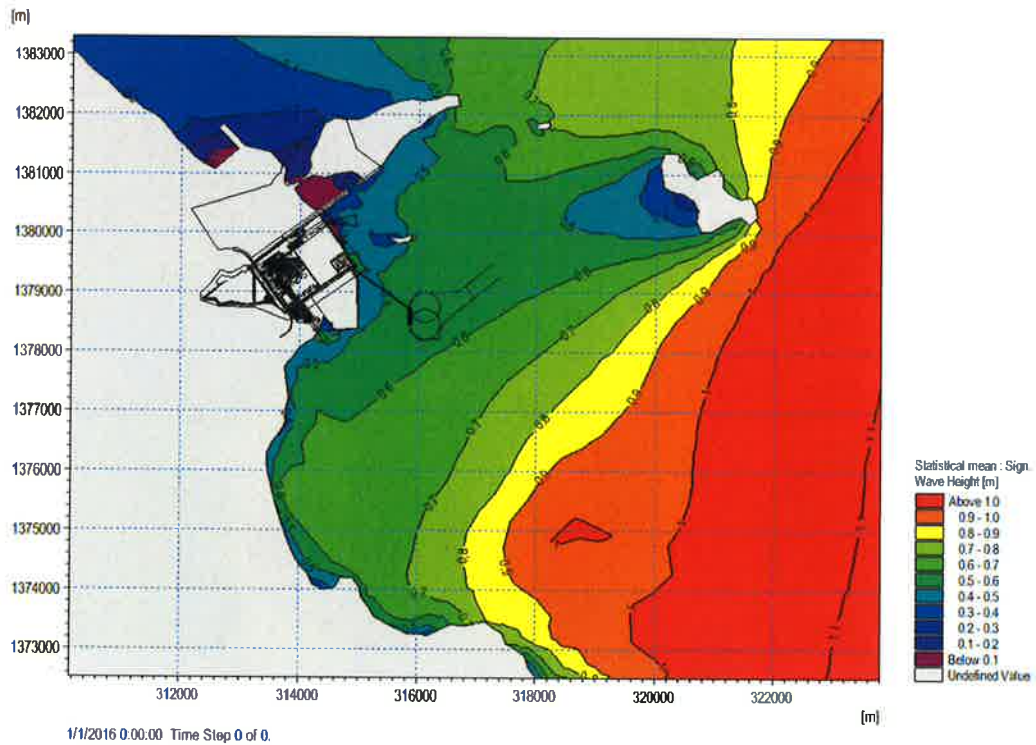 [m]
1383000
1382000
1381000
1380000
1379000
1378000
1377000
1376000
1375000
1374000
1373000
312000
314000
316000
318000
320000
322000
[m]
Statistical mean : Sign.
Wave Height [m]
Above 1.0
0.9 - 1.0
0.8 - 0.9
0.7 - 0.8
0.6 - 0.7
0.5 - 0.6
0.4 - 0.5
0.3 - 0.4
0.2 - 0.3
0.1 - 0.2
Below 0.1
Undefined Value
1/1/2016 0:00:00 Time Step 0 of 0.